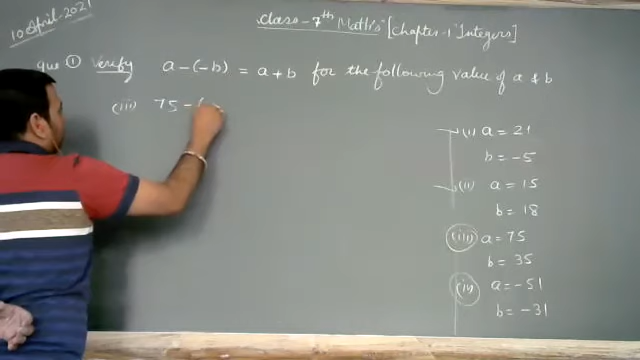 10 April. 2021
Class - 7th Maths [Chapter - 1 Integers]
que ① Verify a - (-b) = a + b for the following value of a & b
(iii) 75 - (
(i) a = 21
b = -5
(ii) a = 15
b = 18
(iii) a = 75
b = 35
(iv) a = -51
b = -31